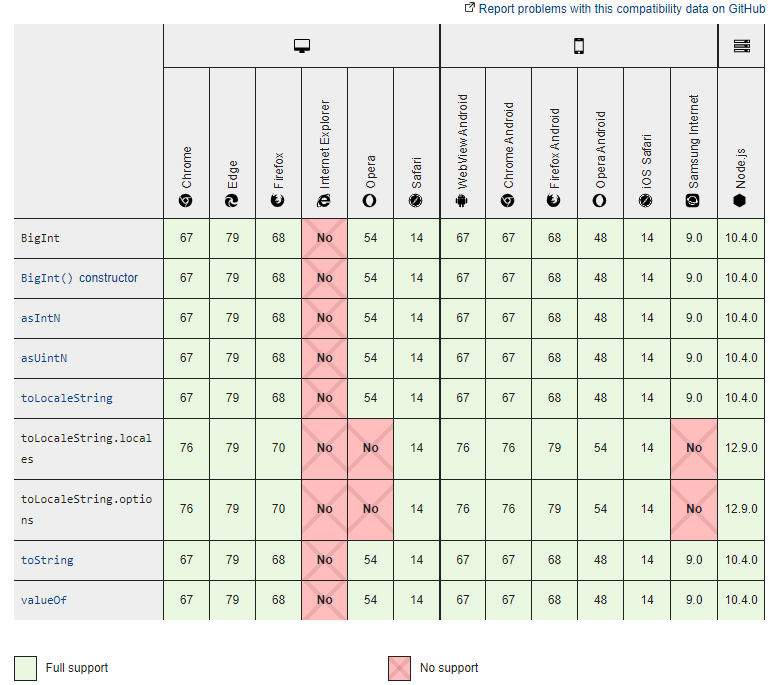 Report problems with this compatibility data on GitHub
Chrome
Edge
Firefox
Internet Explorer
Opera
Safari
WebView Android
Chrome Android
Firefox Android
Opera Android
iOS Safari
Samsung Internet
Node.js
BigInt 67 79 68 No 54 14 67 67 68 48 14 9.0 10.4.0
BigInt() constructor 67 79 68 No 54 14 67 67 68 48 14 9.0 10.4.0
asIntN 67 79 68 No 54 14 67 67 68 48 14 9.0 10.4.0
asUintN 67 79 68 No 54 14 67 67 68 48 14 9.0 10.4.0
toLocaleString 67 79 68 No 54 14 67 67 68 48 14 9.0 10.4.0
toLocaleString.local
es
76 79 70 No No 14 76 76 79 54 14 No 12.9.0
toLocaleString.optio
ns
76 79 70 No No 14 76 76 79 54 14 No 12.9.0
toString 67 79 68 No 54 14 67 67 68 48 14 9.0 10.4.0
valueOf 67 79 68 No 54 14 67 67 68 48 14 9.0 10.4.0
Full support
No support